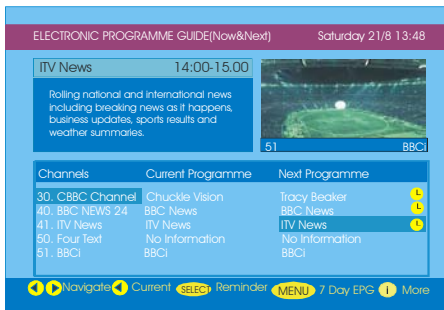 ELECTRONIC PROGRAMME GUIDE(Now&Next) Saturday 21/8 13:48
ITV News 14:00-15.00
Rolling national and international news
including breaking news as it happens,
business updates, sports results and
weather summaries.
51 BBCi
Channels Current Programme Next Programme
30. CBBC Channel Chuckle Vision Tracy Beaker
40. BBC NEWS 24 BBC News BBC News
41. ITV News ITV News ITV News
50. Four Text No Information No Information
51. BBCi BBCi BBCi
Navigate Current SELECT Reminder MENU 7 Day EPG i More